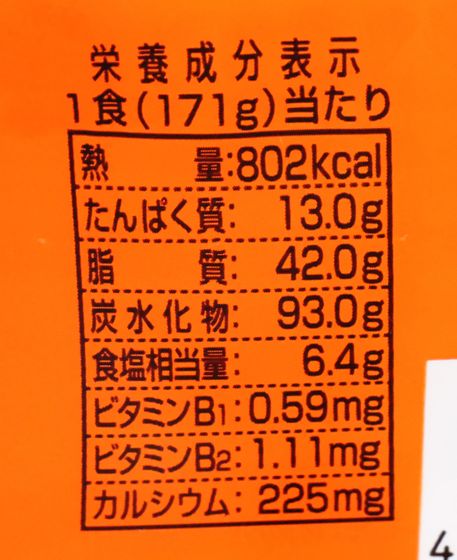 栄養成分表示
1食(171g)当たり
熱量:802kcal
たんぱく質: 13.0g
脂質: 42.0g
炭水化物: 93.0g
食塩相当量: 6.4g
ビタミンB1:0.59mg
ビタミンB2:1.11mg
カルシウム: 225mg
4